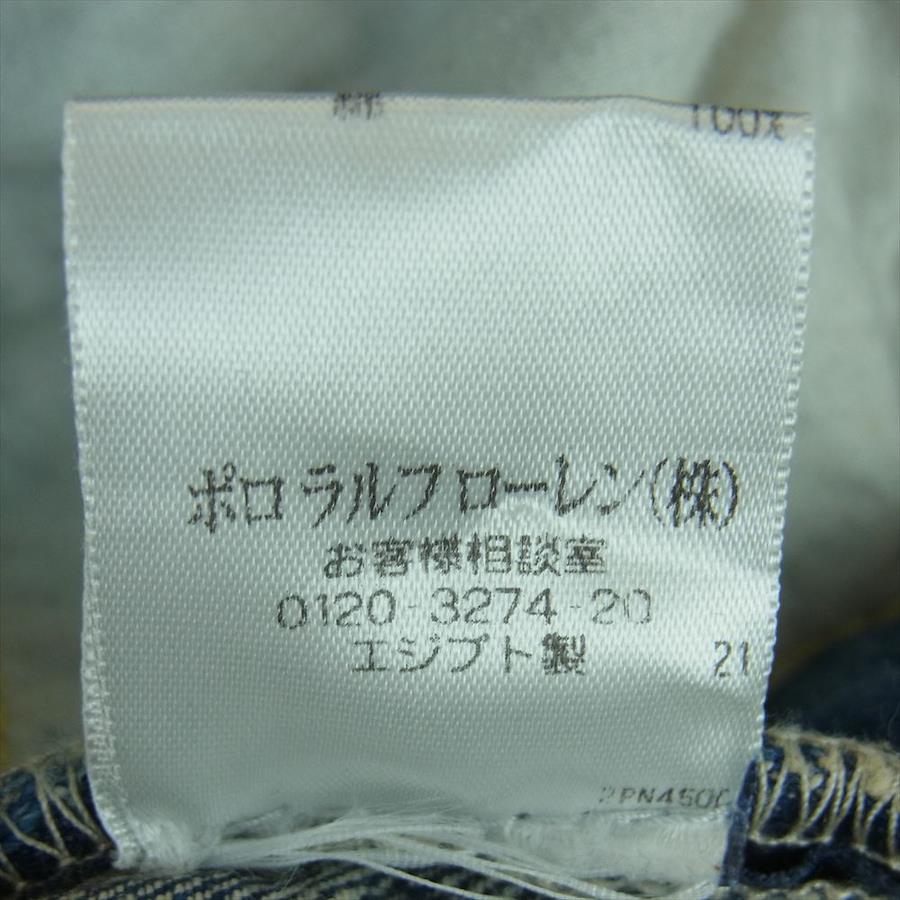 綿 100%
ポロ ラルフ ローレン(株)
お客様相談室
0120-3274-20
エジプト製 21